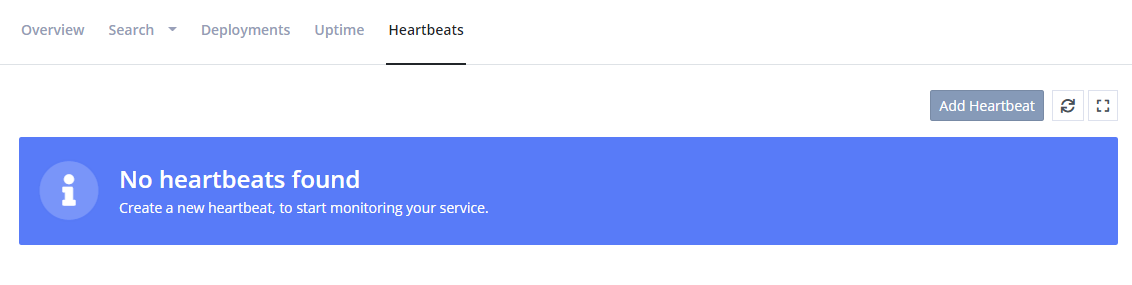 Overview Search Deployments Uptime Heartbeats
Add Heartbeat
No heartbeats found
Create a new heartbeat, to start monitoring your service.